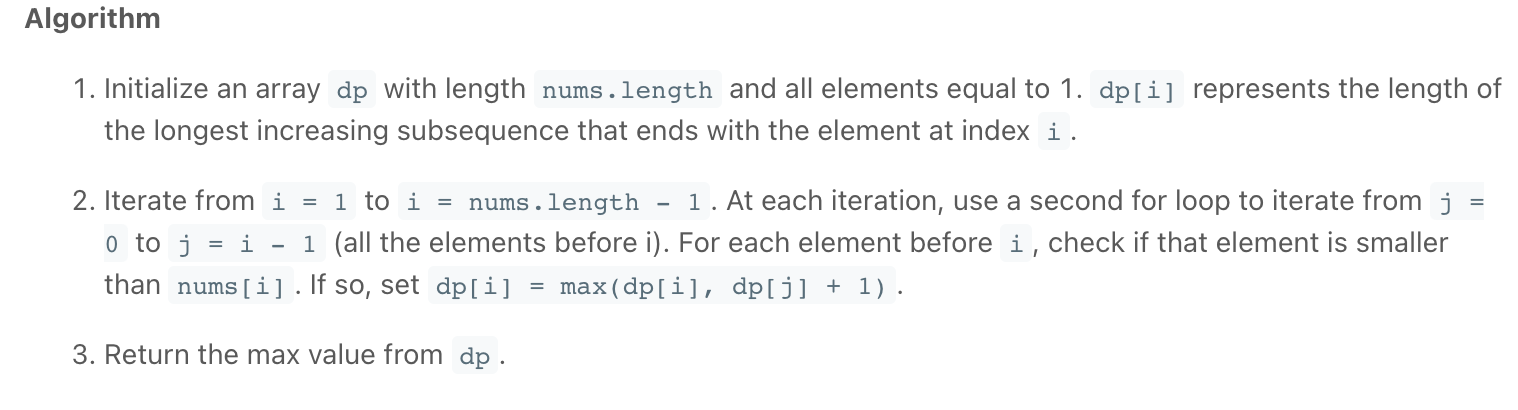 Algorithm
1. Initialize an array dp with length nums.length and all elements equal to 1. dp[i] represents the length of
the longest increasing subsequence that ends with the element at index i.
2. Iterate from i = 1 to i = nums.length - 1. At each iteration, use a second for loop to iterate from j =
0 to j = i - 1 (all the elements before i). For each element before i, check if that element is smaller
than nums[i]. If so, set dp[i] = max(dp[i], dp[j] + 1).
3. Return the max value from dp.